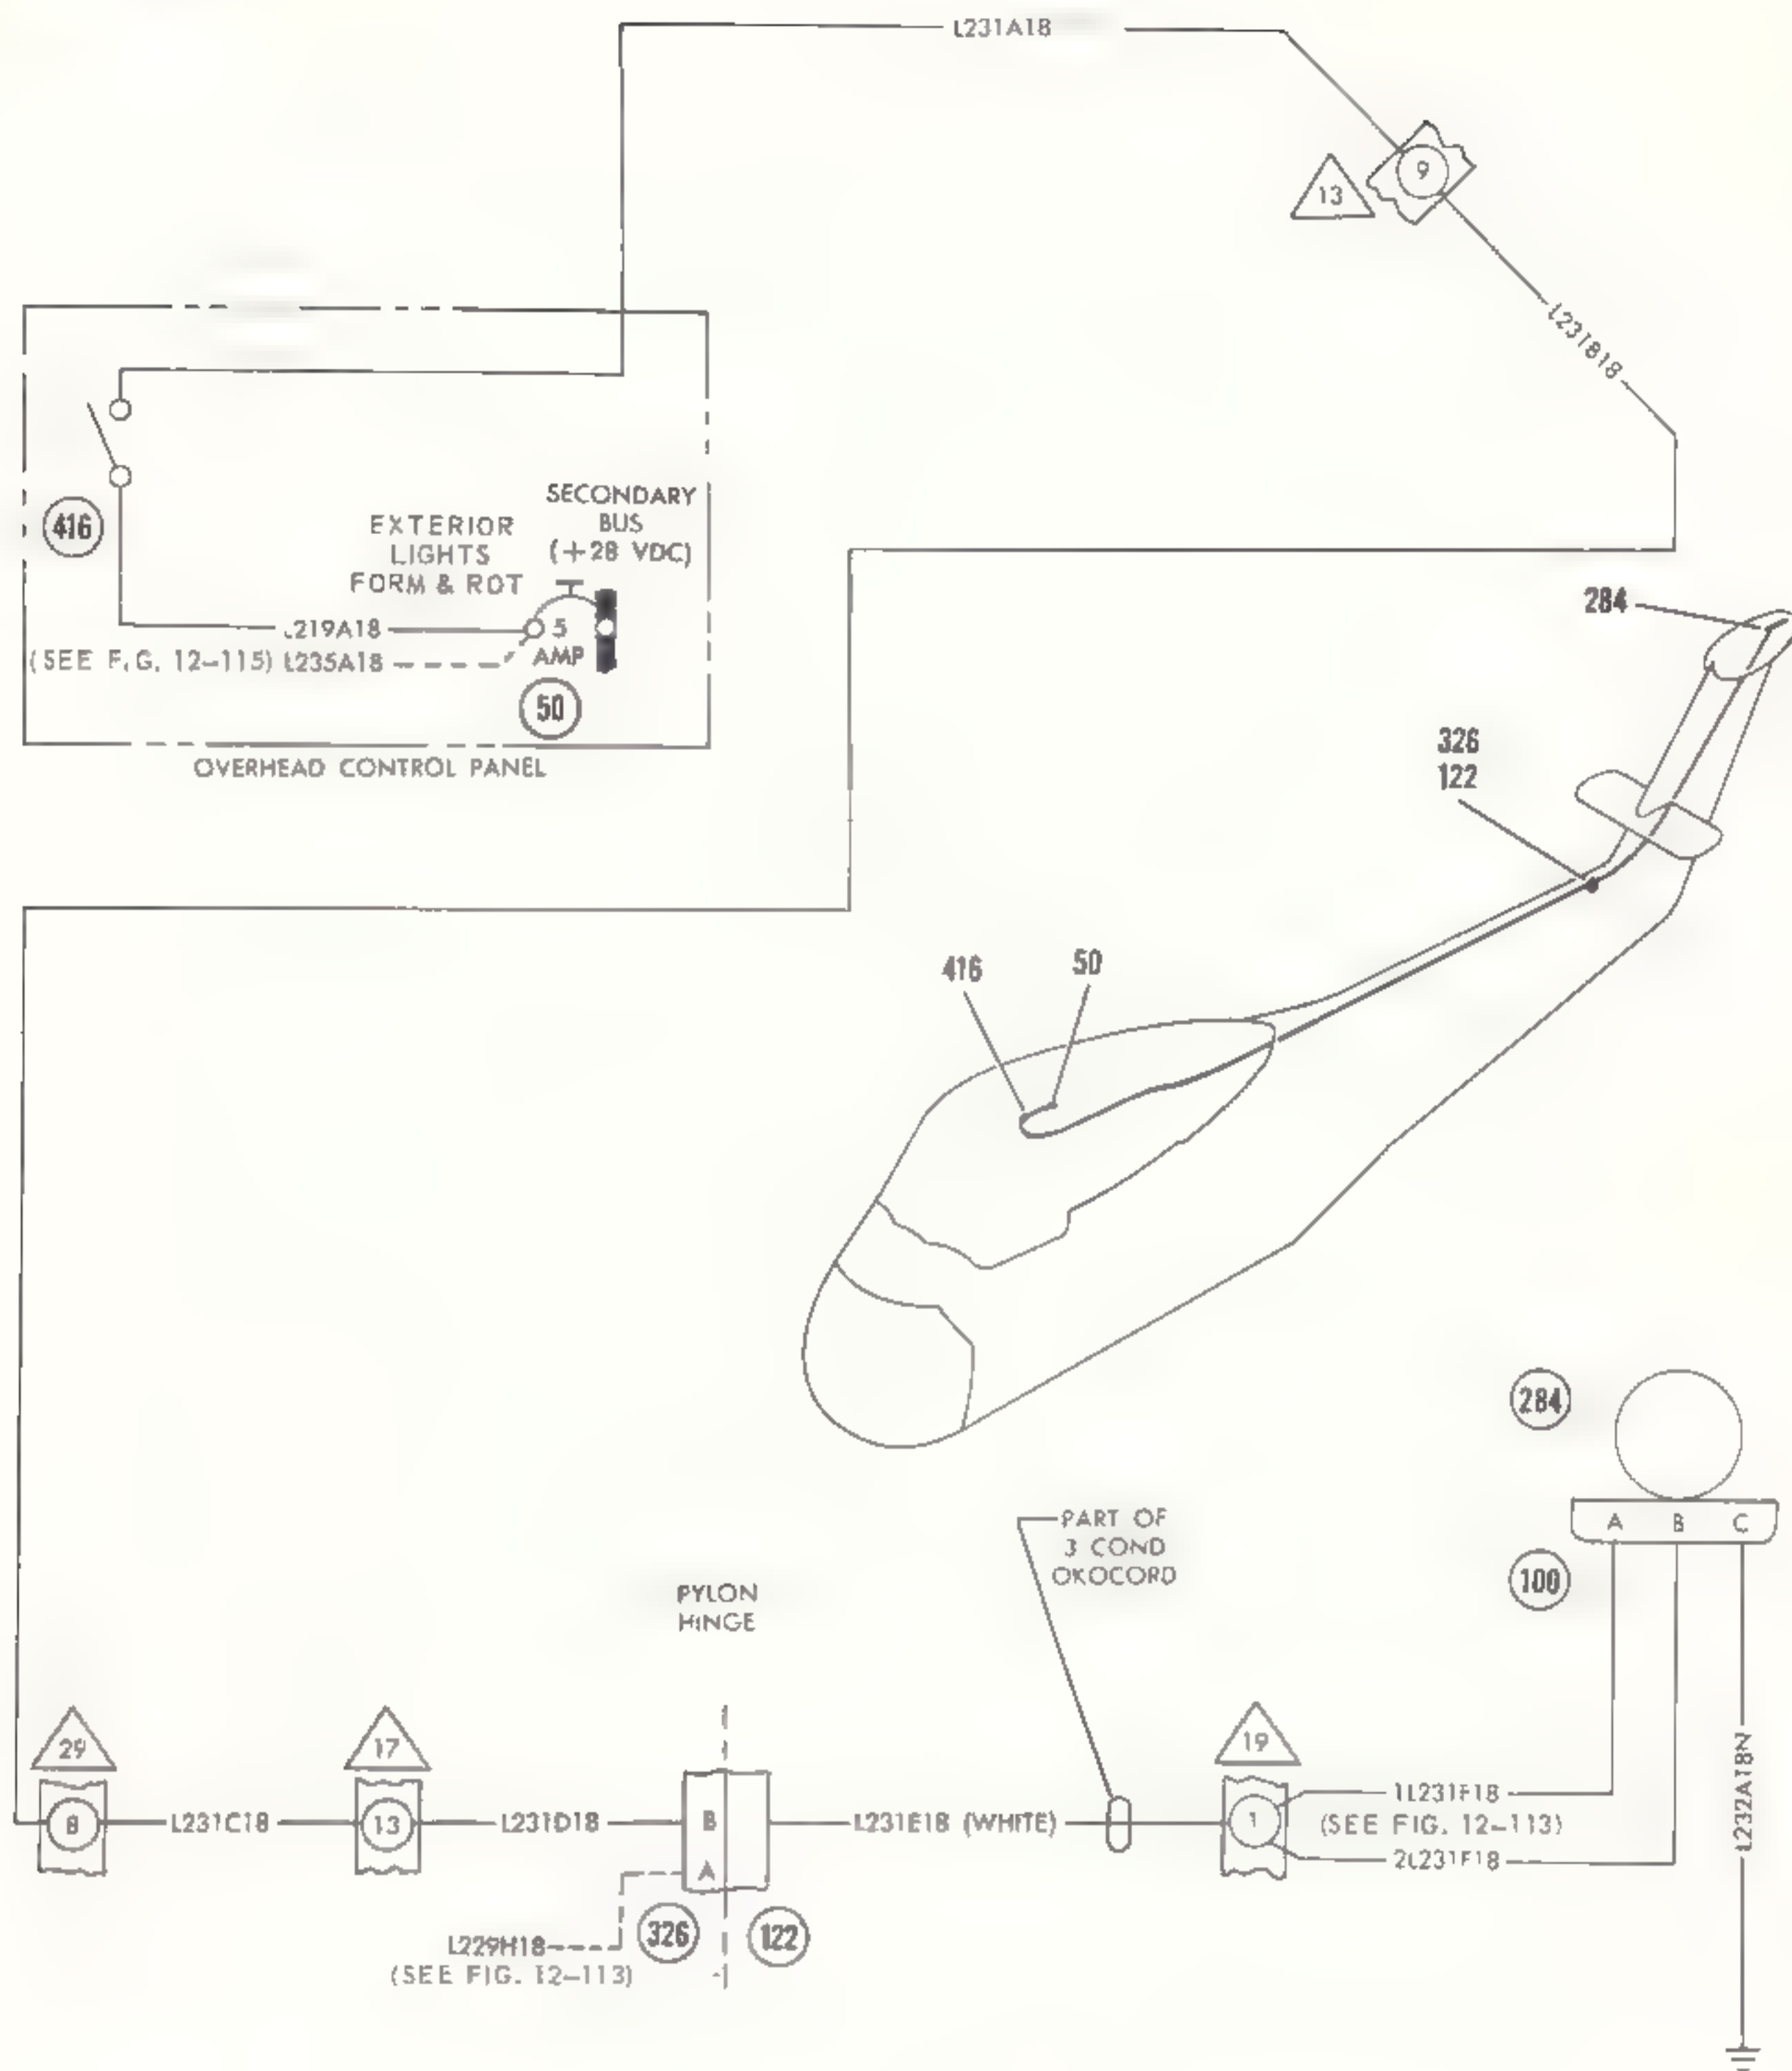 L231A18
9
13
L231B18
416
EXTERIOR
LIGHTS
FORM & ROT
SECONDARY
BUS
(+28 VDC)
L219A18
5
AMP
(SEE FIG. 12-115) L235A18
50
OVERHEAD CONTROL PANEL
284
326
122
416
50
284
A B C
100
PART OF
3 COND
OKOCORD
PYLON
HINGE
29
17
19
8
L231C18
13
L231D18
B
A
L231E18 (WHITE)
1
1L231F18
(SEE FIG. 12-113)
2L231F18
L232A18N
L229H18
(SEE FIG. 12-113)
326
122